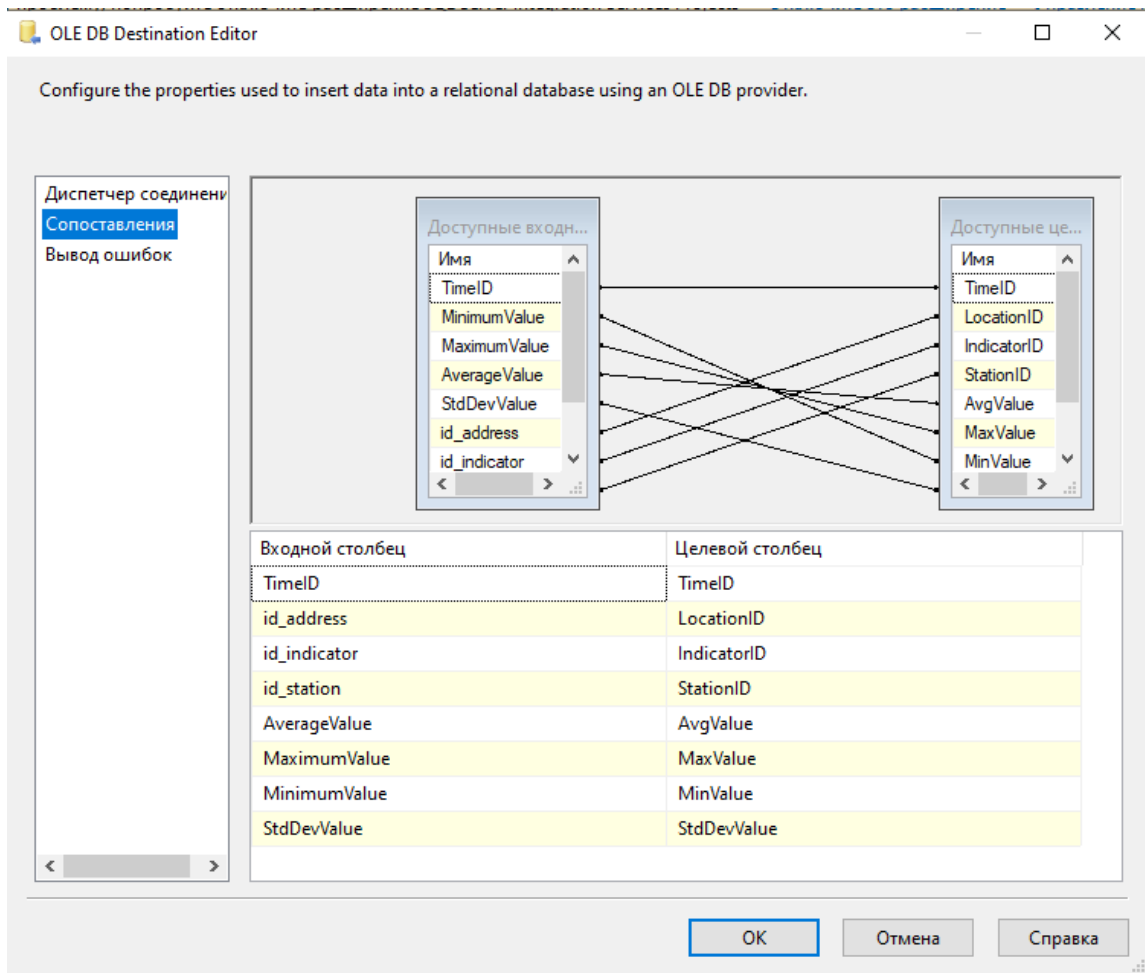 OLE DB Destination Editor
Configure the properties used to insert data into a relational database using an OLE DB provider.
Диспетчер соединени
Сопоставления
Вывод ошибок
Доступные входн...
Имя
TimeID
MinimumValue
MaximumValue
AverageValue
StdDevValue
id_address
id_indicator
Доступные це...
Имя
TimeID
LocationID
IndicatorID
StationID
AvgValue
MaxValue
MinValue
Входной столбец Целевой столбец
TimeID TimeID
id_address LocationID
id_indicator IndicatorID
id_station StationID
AverageValue AvgValue
MaximumValue MaxValue
MinimumValue MinValue
StdDevValue StdDevValue
OK Отмена Справка